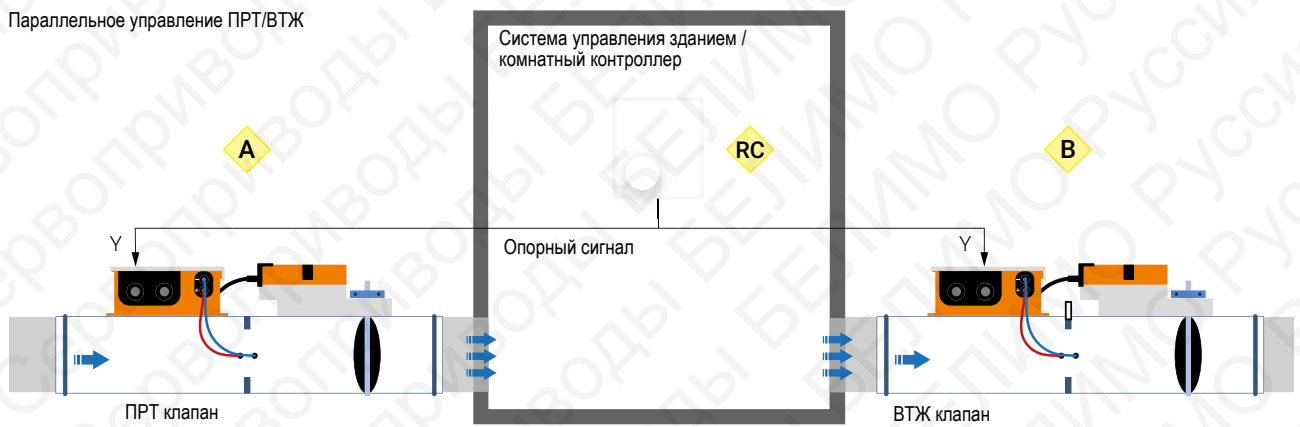 Параллельное управление ПРТ/ВТЖ
Система управления зданием /
комнатный контроллер
A
RC
B
Y
Опорный сигнал
Y
ПРТ клапан
ВТЖ клапан